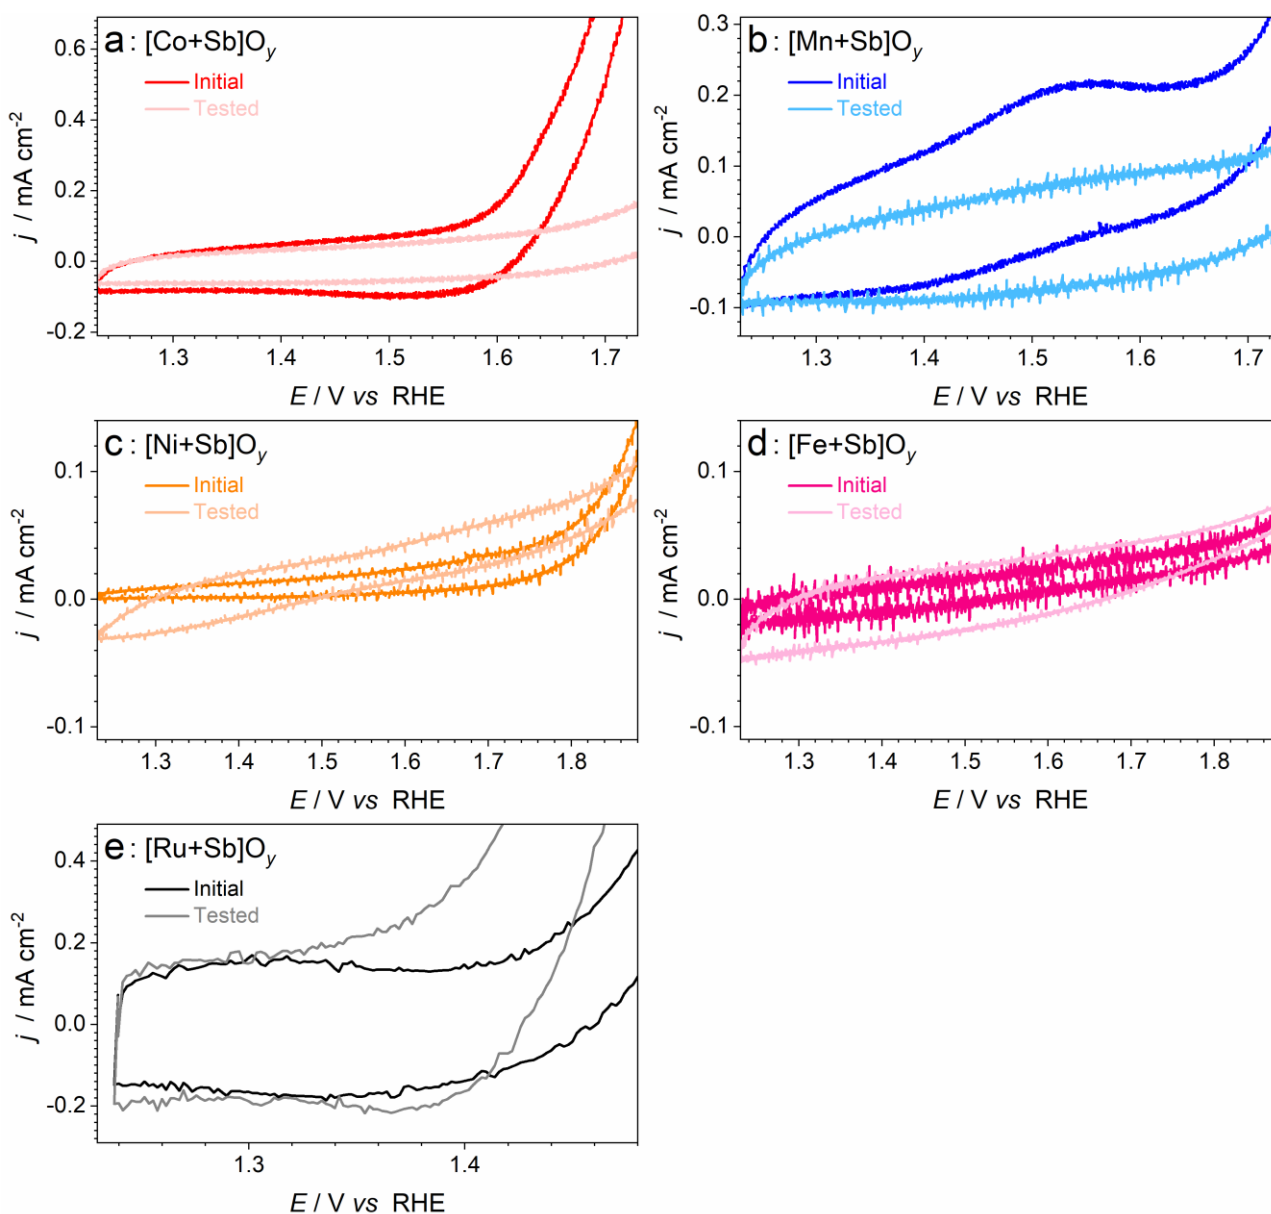 a : [Co+Sb]Oy
Initial
Tested
0.6
0.4
0.2
0.0
-0.2
j / mA cm-2
1.3 1.4 1.5 1.6 1.7
E / V vs RHE
b : [Mn+Sb]Oy
Initial
Tested
0.3
0.2
0.1
0.0
-0.1
j / mA cm-2
1.3 1.4 1.5 1.6 1.7
E / V vs RHE
c : [Ni+Sb]Oy
Initial
Tested
0.1
0.0
-0.1
j / mA cm-2
1.3 1.4 1.5 1.6 1.7 1.8
E / V vs RHE
d : [Fe+Sb]Oy
Initial
Tested
0.1
0.0
-0.1
j / mA cm-2
1.3 1.4 1.5 1.6 1.7 1.8
E / V vs RHE
e : [Ru+Sb]Oy
Initial
Tested
0.4
0.2
0.0
-0.2
j / mA cm-2
1.3 1.4
E / V vs RHE